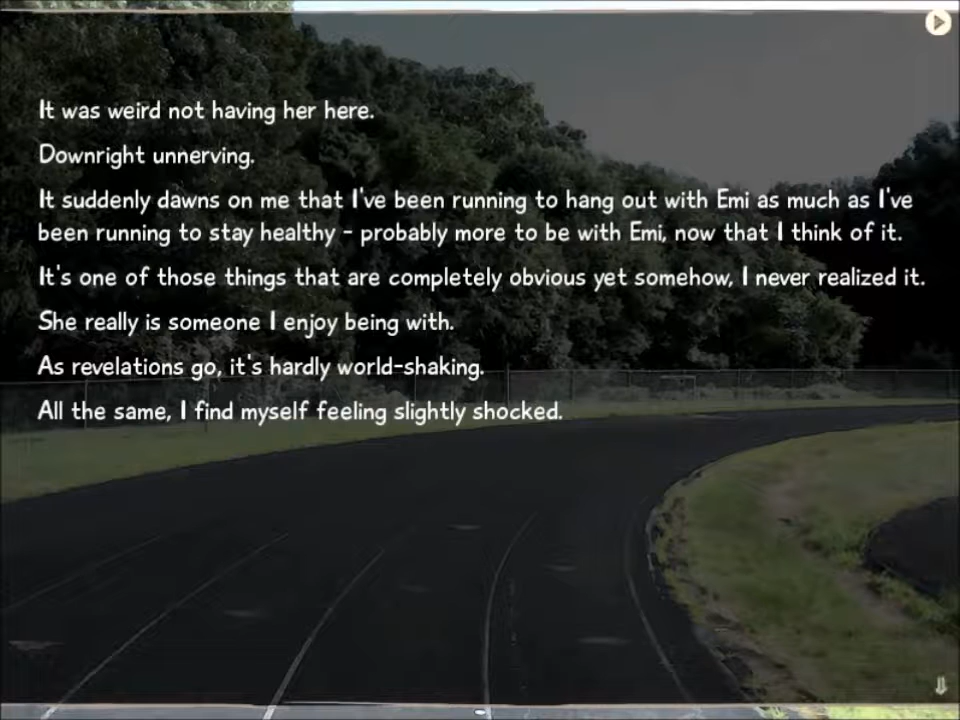 It was weird not having her here.
Downright unnerving.
It suddenly dawns on me that I've been running to hang out with Emi as much as I've
been running to stay healthy - probably more to be with Emi, now that I think of it.
It's one of those things that are completely obvious yet somehow, I never realized it.
She really is someone I enjoy being with.
As revelations go, it's hardly world-shaking.
All the same, I find myself feeling slightly shocked.